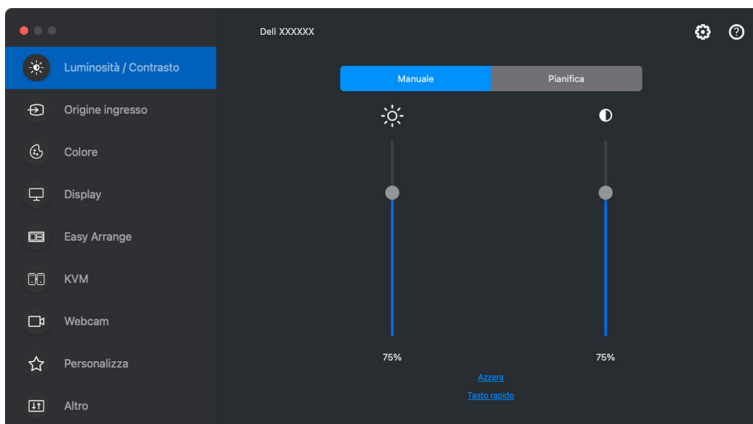 Dell XXXXXX
Luminosità / Contrasto
Origine ingresso
Colore
Display
Easy Arrange
KVM
Webcam
Personalizza
Altro
Manuale
Pianifica
75%
75%
Azzera
Tasto rapido